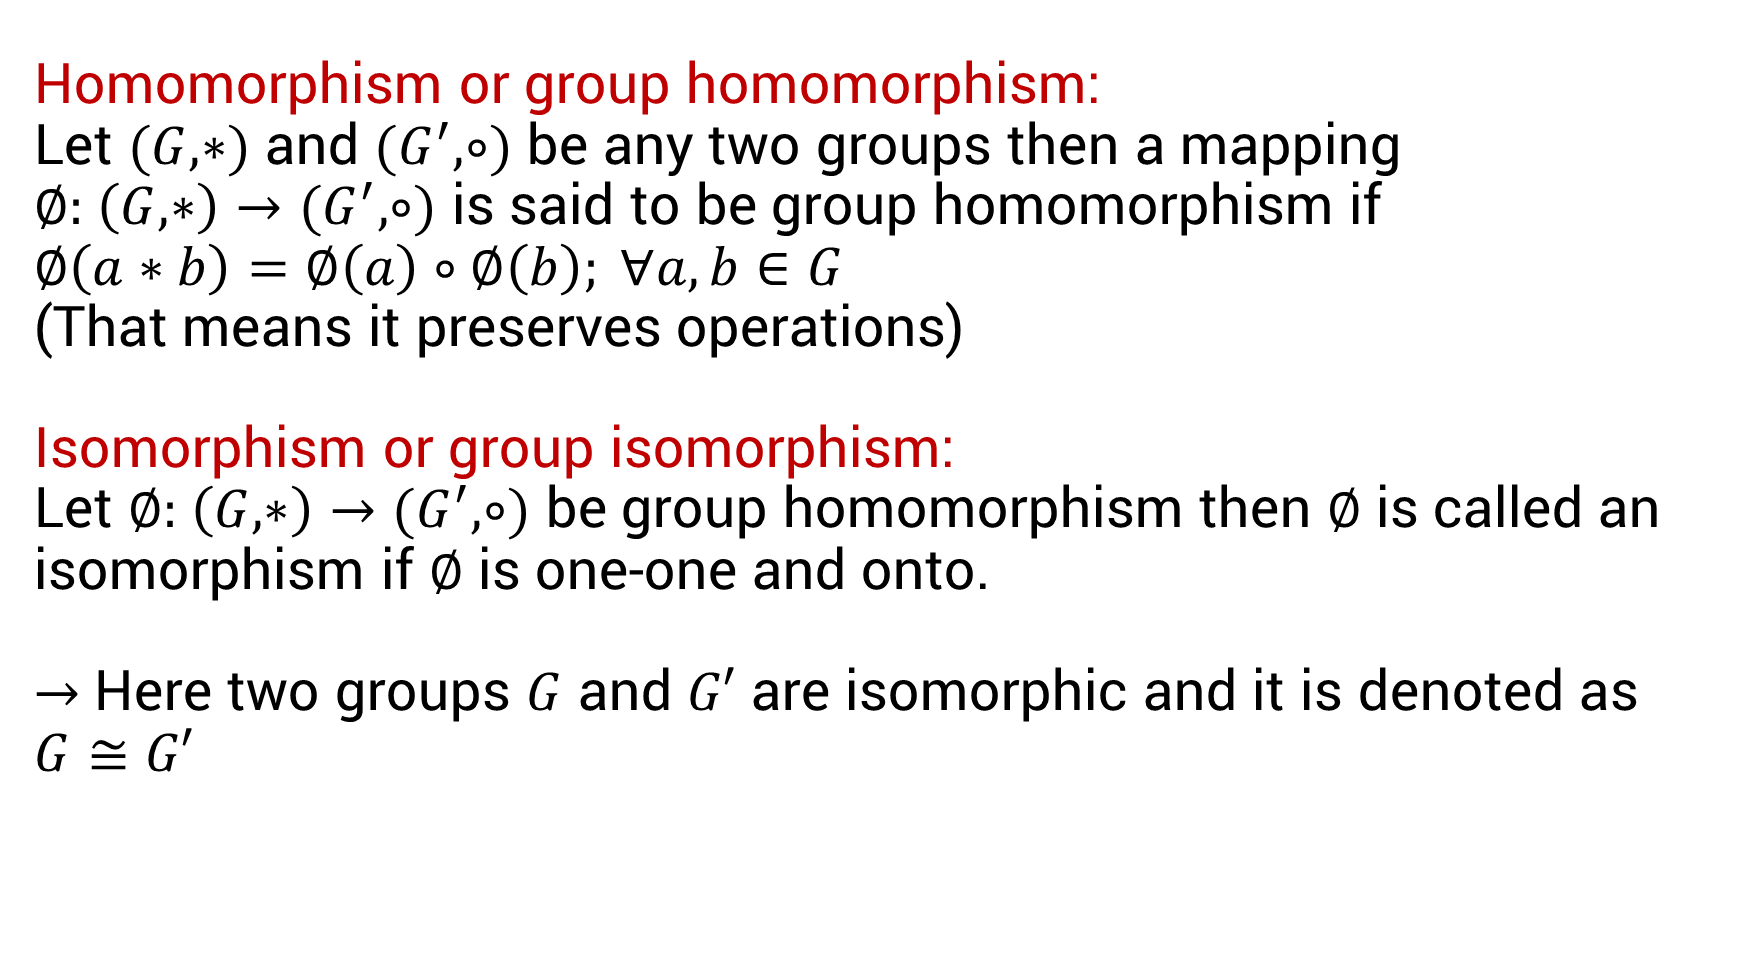 Homomorphism or group homomorphism:
Let (𝐺,∗) and (𝐺′,∘) be any two groups then a mapping
∅: (𝐺,∗) → (𝐺′,∘) is said to be group homomorphism if
∅(𝑎 ∗ 𝑏) = ∅(𝑎) ∘ ∅(𝑏); ∀𝑎, 𝑏 ∈ 𝐺
(That means it preserves operations)
Isomorphism or group isomorphism:
Let ∅: (𝐺,∗) → (𝐺′,∘) be group homomorphism then ∅ is called an
isomorphism if ∅ is one-one and onto.
→ Here two groups 𝐺 and 𝐺′ are isomorphic and it is denoted as
𝐺 ≅ 𝐺′